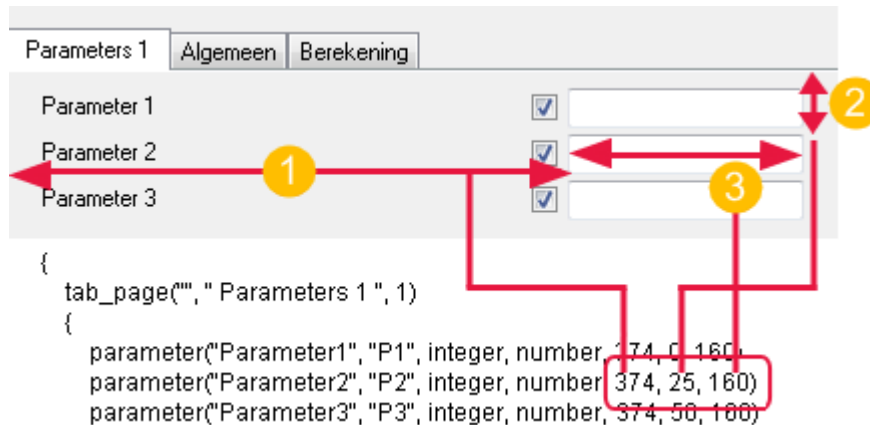 Parameters 1 Algemeen Berekening
Parameter 1
2
Parameter 2
1
3
Parameter 3
{
tab_page("", " Parameters 1 ", 1)
{
parameter("Parameter1", "P1", integer, number, 374, 0, 160)
parameter("Parameter2", "P2", integer, number, 374, 25, 160)
parameter("Parameter3", "P3", integer, number, 374, 50, 160)